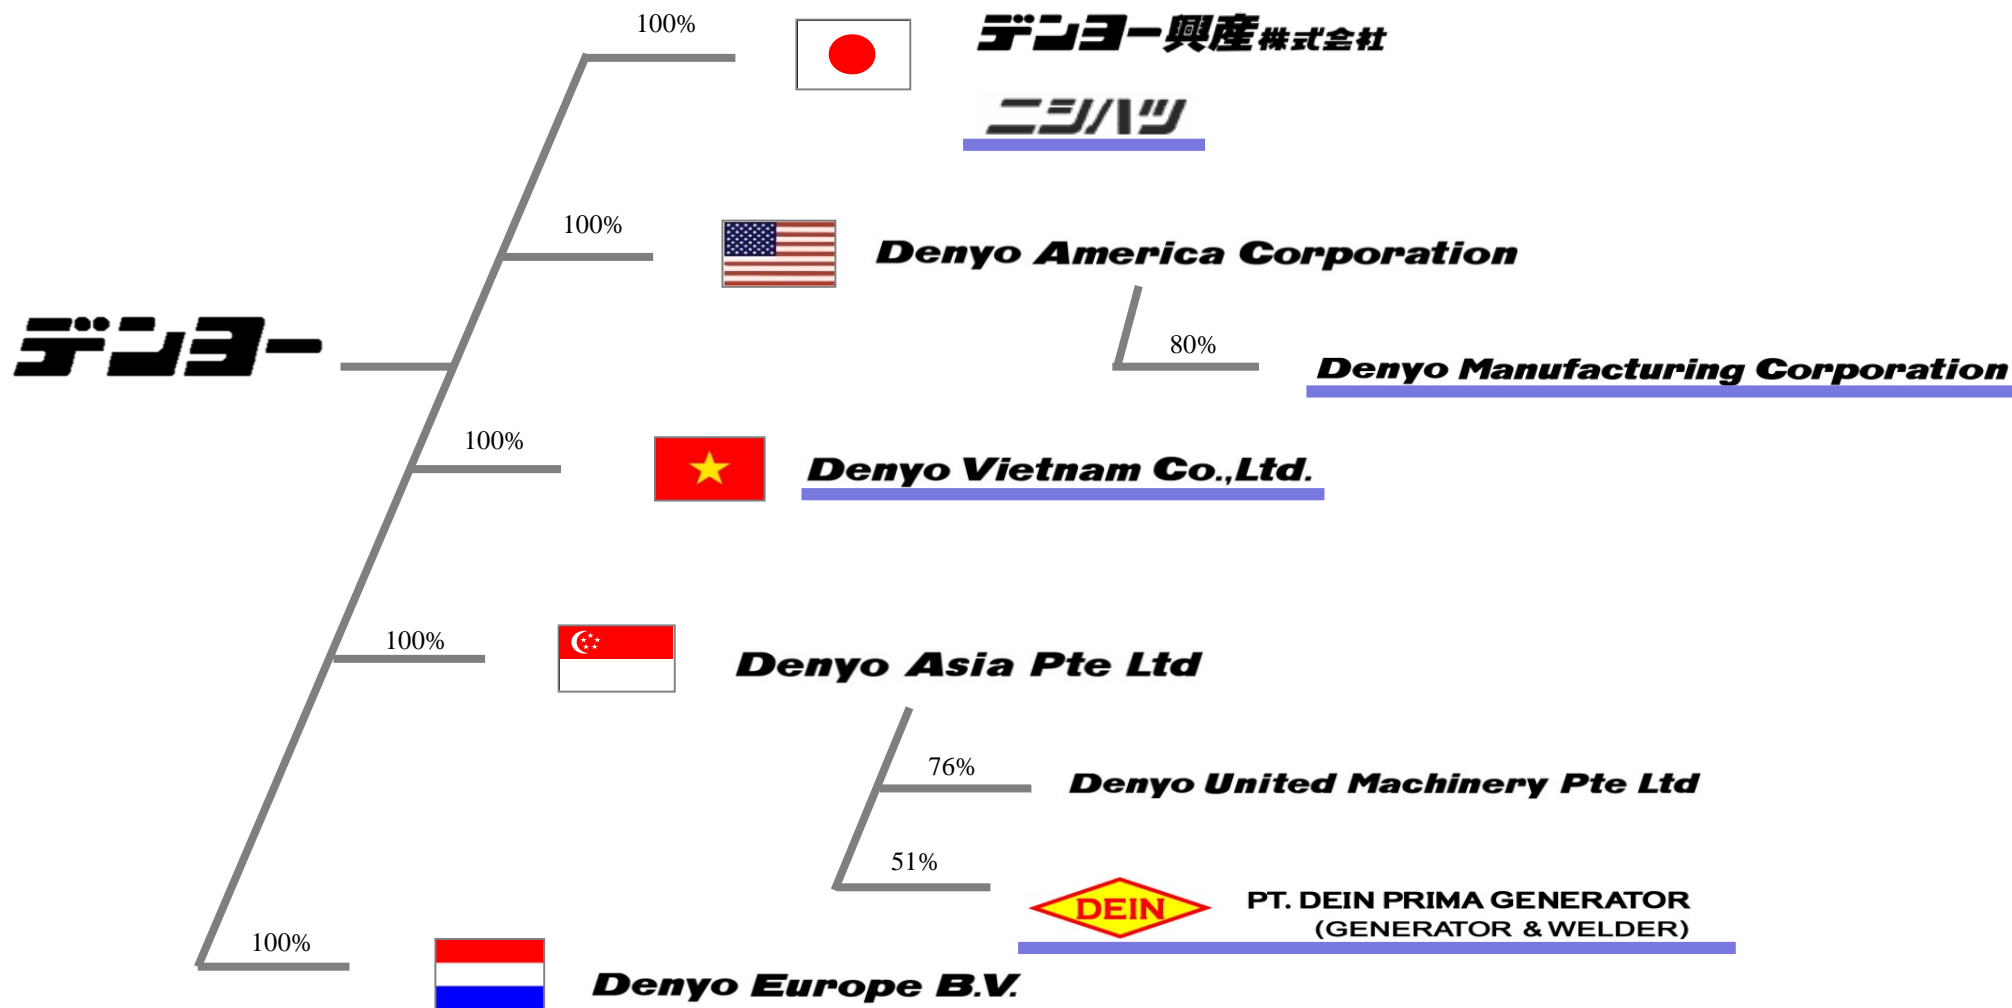 100%
デンヨー興産株式会社
ニシハツ
100%
Denyo America Corporation
デンヨー
80%
Denyo Manufacturing Corporation
100%
Denyo Vietnam Co.,Ltd.
100%
Denyo Asia Pte Ltd
76%
Denyo United Machinery Pte Ltd
51%
DEIN
PT. DEIN PRIMA GENERATOR
(GENERATOR & WELDER)
100%
Denyo Europe B.V.